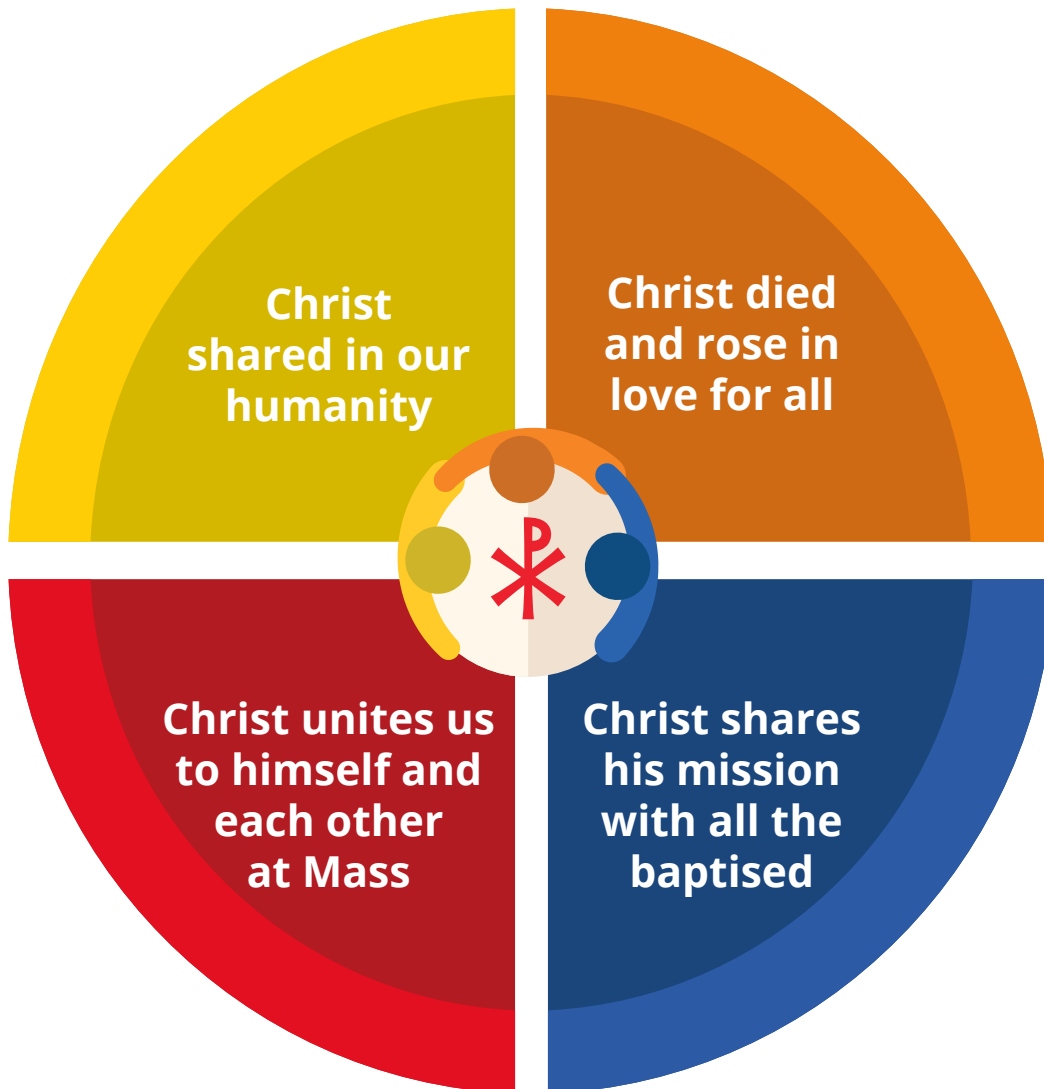 Christ
shared in our
humanity
Christ died
and rose in
love for all
Christ unites us
to himself and
each other
at Mass
Christ shares
his mission
with all the
baptised